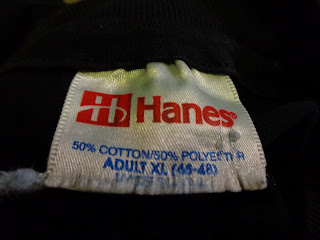 Hanes®
50% COTTON/50% POLYESTER
ADULT XL (46-48)